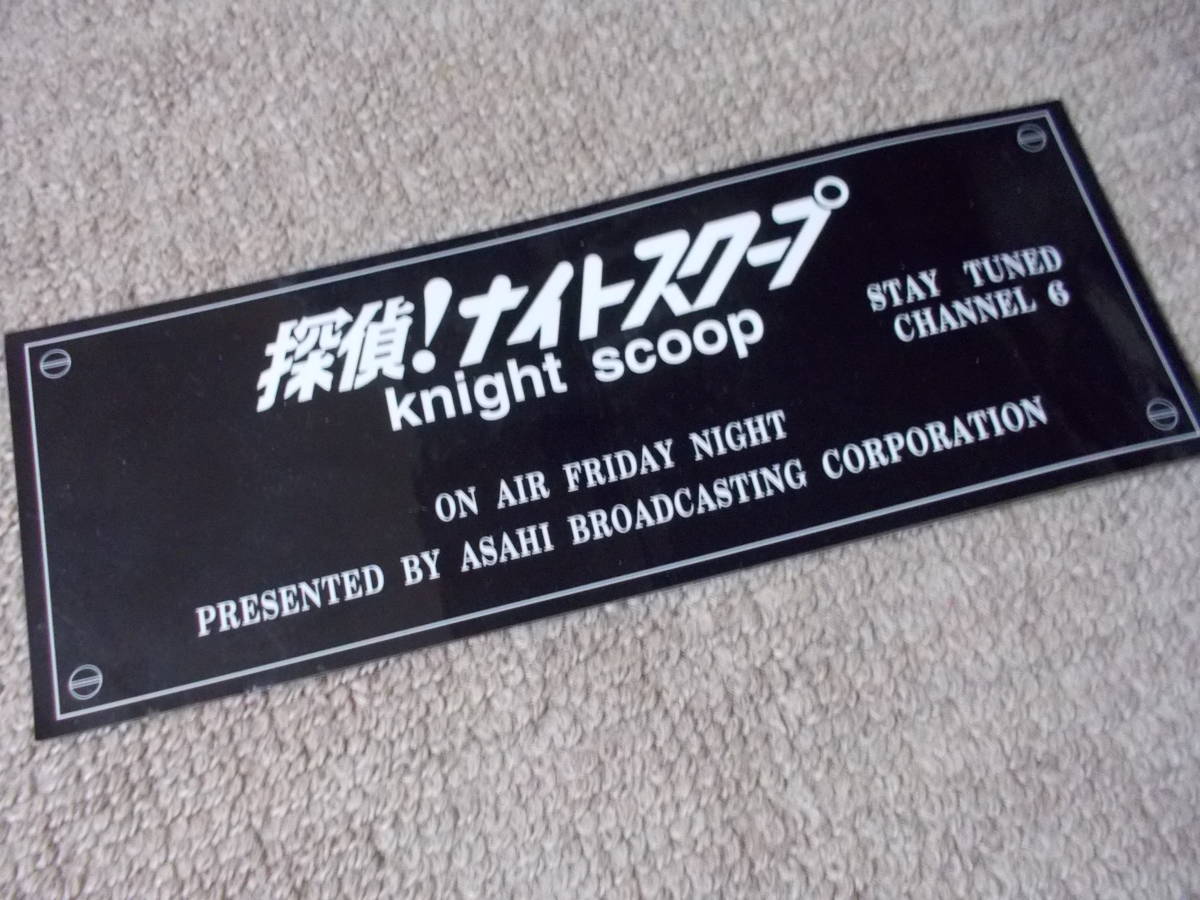 探偵!ナイトスクープ
knight scoop
STAY TUNED
CHANNEL 6
ON AIR FRIDAY NIGHT
PRESENTED BY ASAHI BROADCASTING CORPORATION